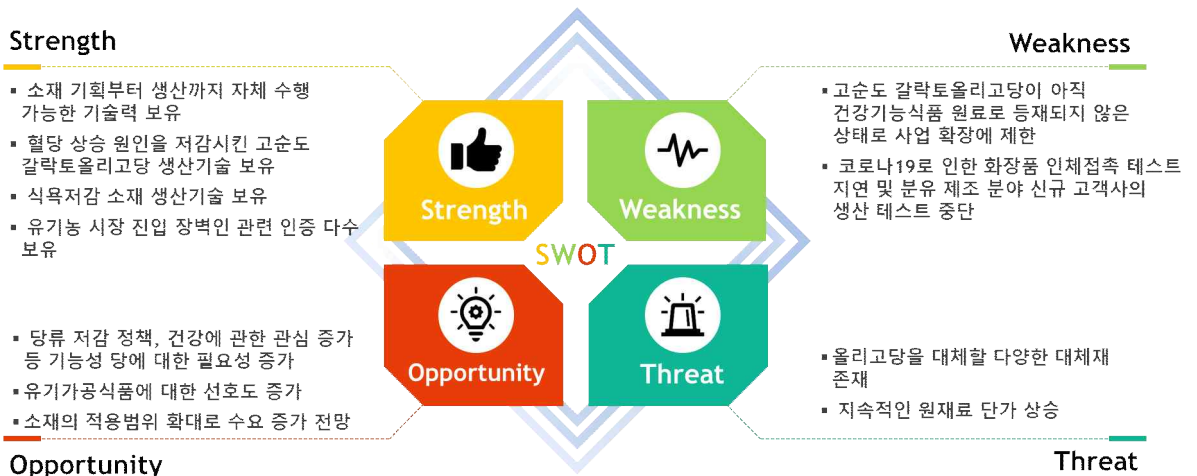 Strength
▪ 소재 기획부터 생산까지 자체 수행
가능한 기술력 보유
▪ 혈당 상승 원인을 저감시킨 고순도
갈락토올리고당 생산기술 보유
▪ 식욕저감 소재 생산기술 보유
▪ 유기농 시장 진입 장벽인 관련 인증 다수
보유
Weakness
▪ 고순도 갈락토올리고당이 아직
건강기능식품 원료로 등재되지 않은
상태로 사업 확장에 제한
▪ 코로나19로 인한 화장품 인체접촉 테스트
지연 및 분유 제조 분야 신규 고객사의
생산 테스트 중단
Strength
Weakness
SWOT
Opportunity
Threat
▪ 당류 저감 정책, 건강에 관한 관심 증가
등 기능성 당에 대한 필요성 증가
▪ 유기가공식품에 대한 선호도 증가
▪ 소재의 적용범위 확대로 수요 증가 전망
Opportunity
▪ 올리고당을 대체할 다양한 대체재
존재
▪ 지속적인 원재료 단가 상승
Threat